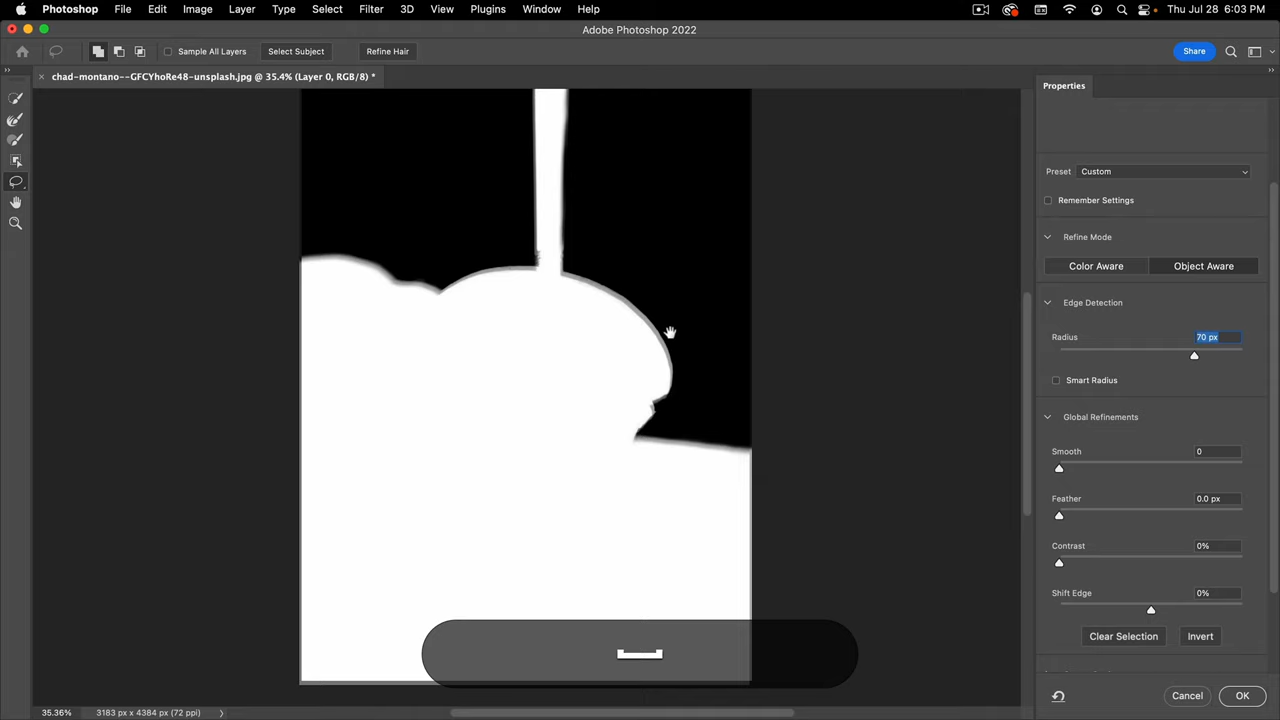 Photoshop File Edit Image Layer Type Select Filter 3D View Plugins Window Help Thu Jul 28 6:03 PM
Adobe Photoshop 2022
Sample All Layers Select Subject Refine Hair Share
× chad-montano--GFCYhoRe48-unsplash.jpg @ 35.4% (Layer 0, RGB/8) *
Properties
Preset Custom
Remember Settings
Refine Mode
Color Aware Object Aware
Edge Detection
Radius 70 px
Smart Radius
Global Refinements
Smooth 0
Feather 0.0 px
Contrast 0%
Shift Edge 0%
Clear Selection Invert
Cancel OK
35.36% 3183 px x 4384 px (72 ppi)